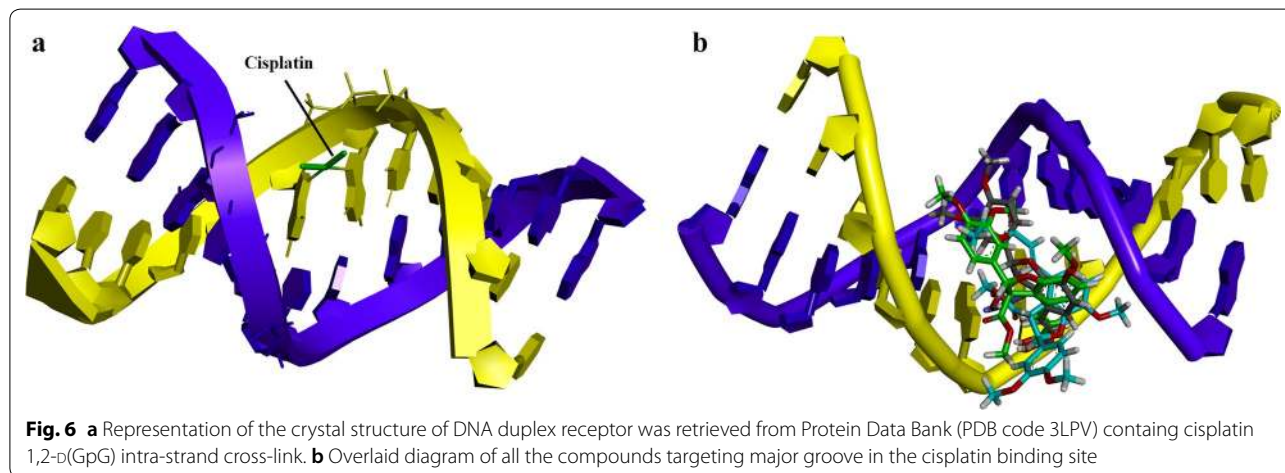 a
b
Cisplatin
Fig. 6 a Representation of the crystal structure of DNA duplex receptor was retrieved from Protein Data Bank (PDB code 3LPV) containg cisplatin
1,2-D(GpG) intra-strand cross-link. b Overlaid diagram of all the compounds targeting major groove in the cisplatin binding site